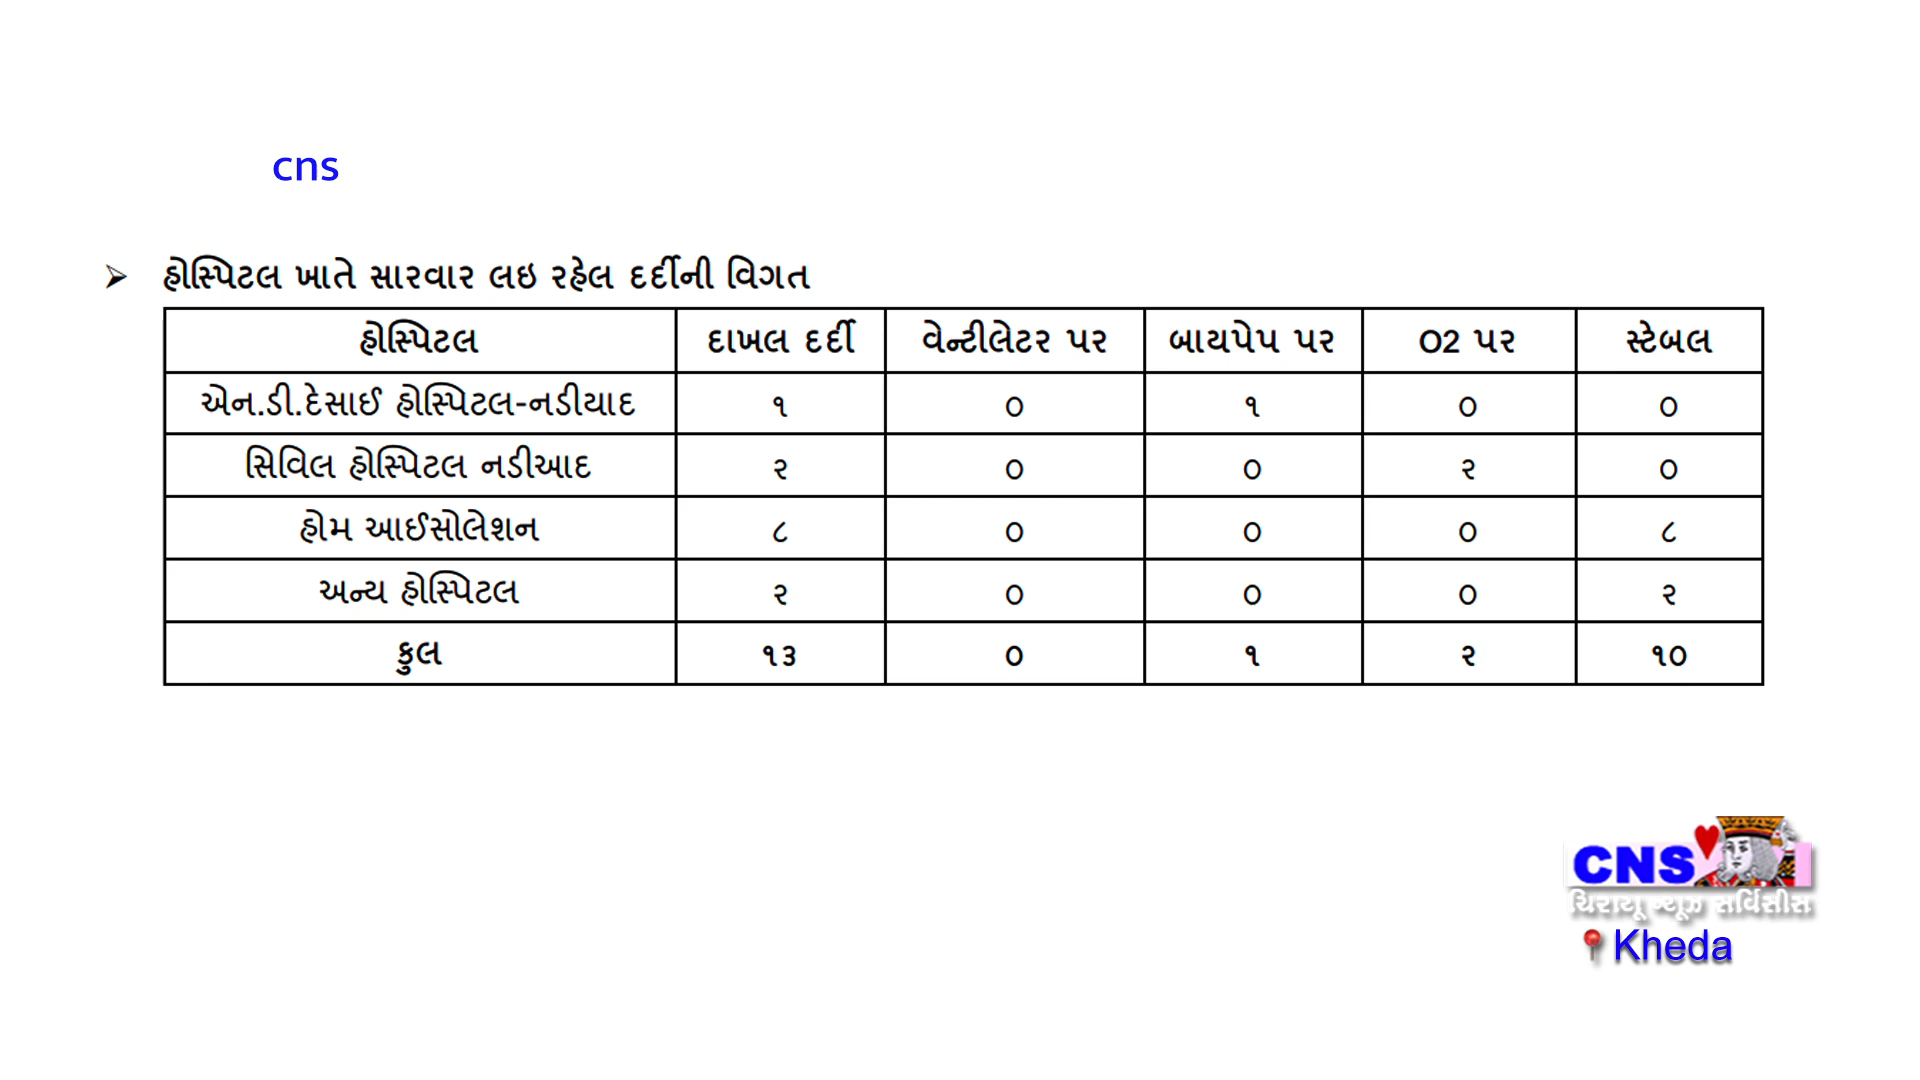 cns
➢ હોસ્પિટલ ખાતે સારવાર લઇ રહેલ દર્દીની વિગત
હોસ્પિટલ દાખલ દર્દી વેન્ટીલેટર પર બાયપેપ પર O2 પર સ્ટેબલ
એન.ડી.દેસાઈ હોસ્પિટલ-નડીયાદ ૧ ૦ ૧ ૦ ૦
સિવિલ હોસ્પિટલ નડીઆદ ૨ ૦ ૦ ૨ ૦
હોમ આઈસોલેશન ૮ ૦ ૦ ૦ ૮
અન્ય હોસ્પિટલ ૨ ૦ ૦ ૦ ૨
કુલ ૧૩ ૦ ૧ ૨ ૧૦
CNS
ચિરાયૂ ન્યૂઝ સર્વિસીસ
Kheda